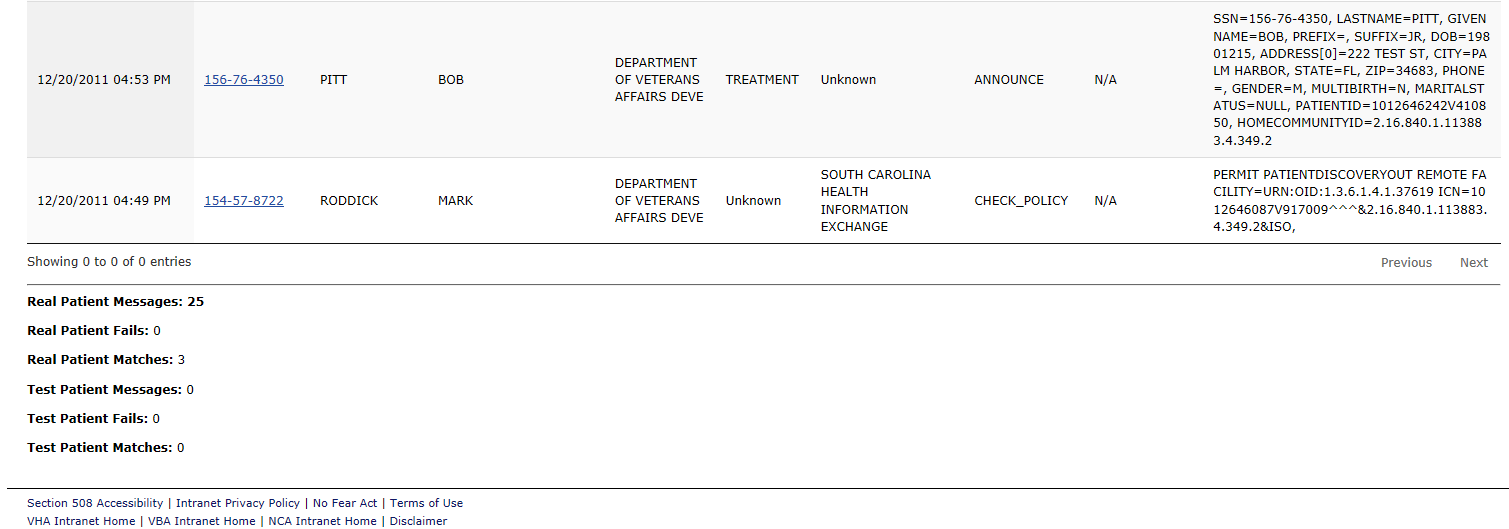 12/20/2011 04:53 PM 156-76-4350 PITT BOB DEPARTMENT OF VETERANS AFFAIRS DEVE TREATMENT Unknown ANNOUNCE N/A
SSN=156-76-4350, LASTNAME=PITT, GIVEN
NAME=BOB, PREFIX=, SUFFIX=JR, DOB=198
01215, ADDRESS[0]=222 TEST ST, CITY=PA
LM HARBOR, STATE=FL, ZIP=34683, PHONE
=, GENDER=M, MULTIBIRTH=N, MARITALST
ATUS=NULL, PATIENTID=1012646242V4108
50, HOMECOMMUNITYID=2.16.840.1.11388
3.4.349.2
12/20/2011 04:49 PM 154-57-8722 RODDICK MARK DEPARTMENT OF VETERANS AFFAIRS DEVE Unknown SOUTH CAROLINA HEALTH INFORMATION EXCHANGE CHECK_POLICY N/A
PERMIT PATIENTDISCOVERYOUT REMOTE FA
CILITY=URN:OID:1.3.6.1.4.1.37619 ICN=10
12646087V917009^^^&2.16.840.1.113883.
4.349.2&ISO,
Showing 0 to 0 of 0 entries Previous Next
Real Patient Messages: 25
Real Patient Fails: 0
Real Patient Matches: 3
Test Patient Messages: 0
Test Patient Fails: 0
Test Patient Matches: 0
Section 508 Accessibility | Intranet Privacy Policy | No Fear Act | Terms of Use
VHA Intranet Home | VBA Intranet Home | NCA Intranet Home | Disclaimer